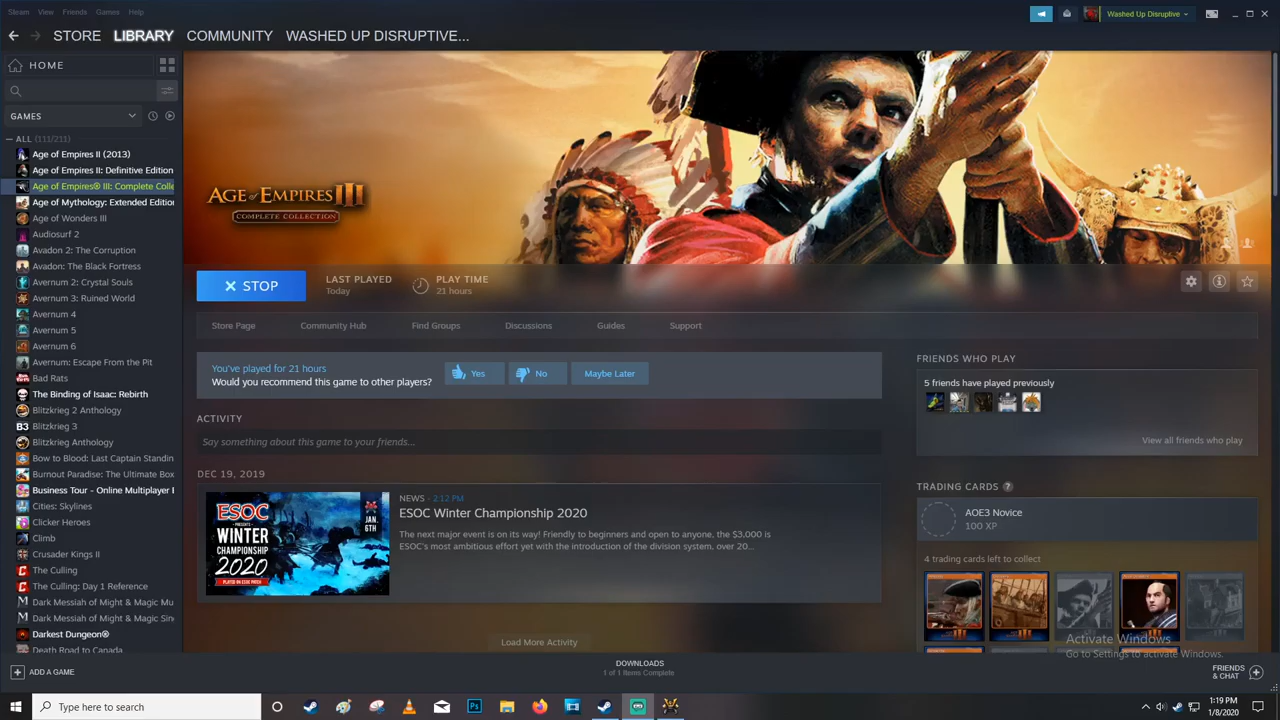 Steam View Friends Games Help
Washed Up Disruptive
STORE LIBRARY COMMUNITY WASHED UP DISRUPTIVE...
HOME
GAMES
ALL (111/211)
Age of Empires II (2013)
Age of Empires II: Definitive Edition
Age of Empires® III: Complete Colle
Age of Mythology: Extended Edition
Age of Wonders III
Audiosurf 2
Avadon 2: The Corruption
Avadon: The Black Fortress
Avernum 2: Crystal Souls
Avernum 3: Ruined World
Avernum 4
Avernum 5
Avernum 6
Avernum: Escape From the Pit
Bad Rats
The Binding of Isaac: Rebirth
Blitzkrieg 2 Anthology
B3 Blitzkrieg 3
Blitzkrieg Anthology
Bow to Blood: Last Captain Standin
Burnout Paradise: The Ultimate Box
Business Tour - Online Multiplayer
Cities: Skylines
Clicker Heroes
Climb
Crusader Kings II
The Culling
The Culling: Day 1 Reference
Dark Messiah of Might & Magic Mu
Dark Messiah of Might & Magic Sin
Darkest Dungeon®
Death Road to Canada
ADD A GAME
AGE OF EMPIRES III
COMPLETE COLLECTION
STOP
LAST PLAYED
Today
PLAY TIME
21 hours
Store Page Community Hub Find Groups Discussions Guides Support
You've played for 21 hours
Would you recommend this game to other players?
Yes No Maybe Later
ACTIVITY
Say something about this game to your friends...
DEC 19, 2019
ESOC
PRESENTS
WINTER
CHAMPIONSHIP
2020
PLAYED ON ESOC PATCH
JAN.
6TH
NEWS - 2:12 PM
ESOC Winter Championship 2020
The next major event is on its way! Friendly to beginners and open to anyone, the $3,000 is
ESOC's most ambitious effort yet with the introduction of the division system, over 20...
Load More Activity
FRIENDS WHO PLAY
5 friends have played previously
View all friends who play
TRADING CARDS ?
AOE3 Novice
100 XP
4 trading cards left to collect
Activate Windows
Go to Settings to activate Windows.
DOWNLOADS
1 of 1 Items Complete
FRIENDS
& CHAT
Type here to search
Ps
1:19 PM
1/8/2020